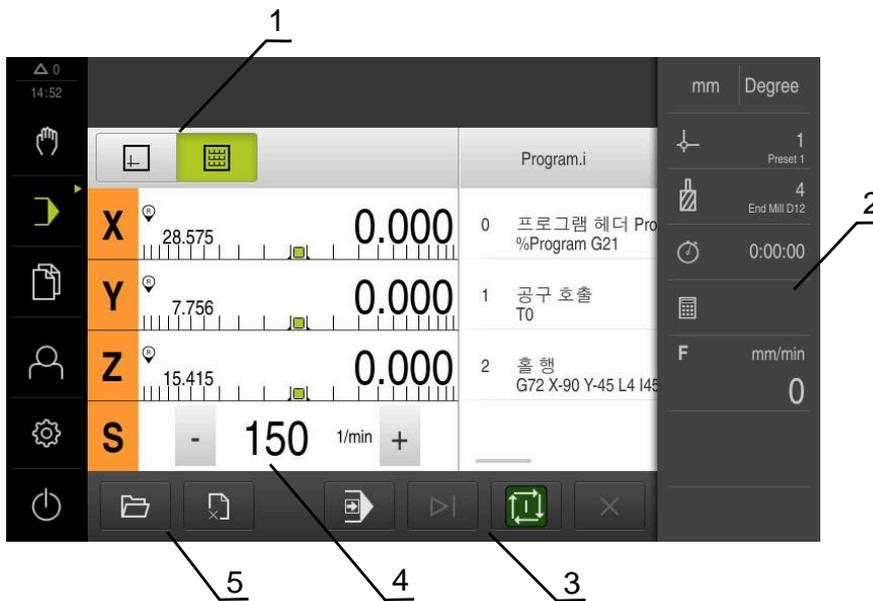 1
0
14:52
mm Degree
1
Preset 1
4
End Mill D12
0:00:00
F mm/min
0
2
Program.i
X R 28.575 0.000
Y R 7.756 0.000
Z R 15.415 0.000
S - 150 1/min +
0 프로그램 헤더 Pro
%Program G21
1 공구 호출
T0
2 홀 행
G72 X-90 Y-45 L4 I45
5
4
3